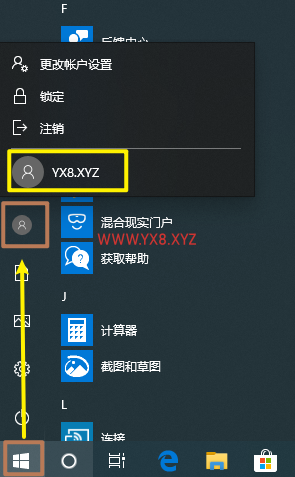 F
反馈中心
更改帐户设置
锁定
注销
YX8.XYZ
混合现实门户
WWW.YX8.XYZ
获取帮助
J
计算器
截图和草图
L
连接